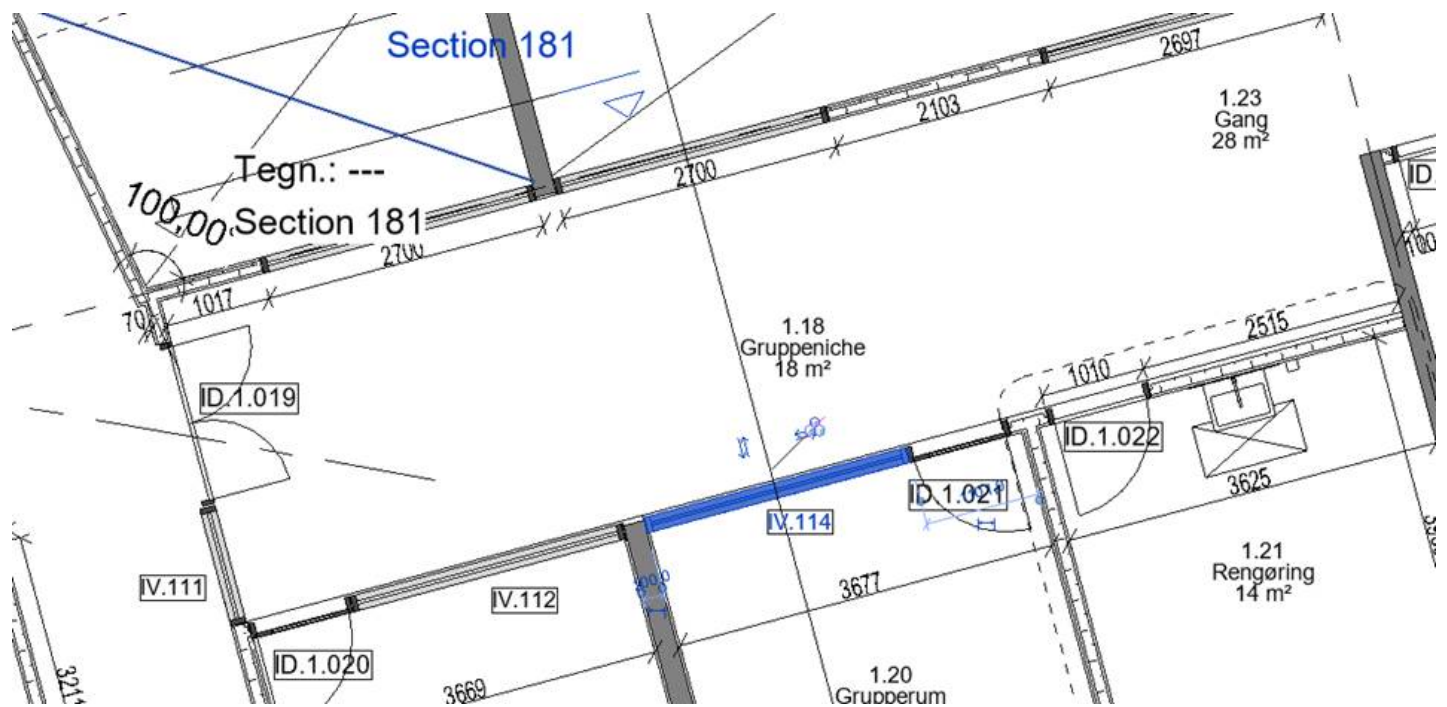 Section 181
2697
2103
1.23
Gang
28 m²
Tegn.: ---
2700
ID.
100,00
Section 181
2700
1017
70
1.18
Gruppeniche
18 m²
2515
1010
ID.1.019
ID.1.022
ID.1.021
3625
IV.114
1.21
Rengøring
14 m²
IV.111
IV.112
3677
ID.1.020
3211
3669
1.20
Grupperum